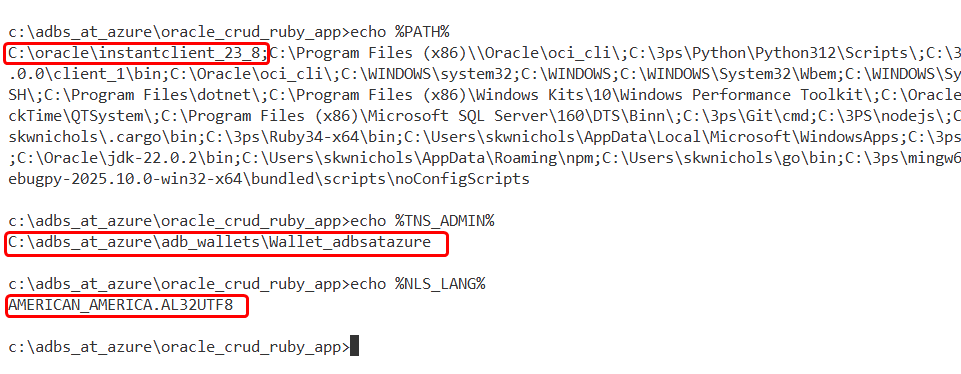 c:\adbs_at_azure\oracle_crud_ruby_app>echo %PATH%
C:\oracle\instantclient_23_8;C:\Program Files (x86)\\Oracle\oci_cli\;C:\3ps\Python\Python312\Scripts\;C:\3
.0.0\client_1\bin;C:\Oracle\oci_cli\;C:\WINDOWS\system32;C:\WINDOWS;C:\WINDOWS\System32\Wbem;C:\WINDOWS\Sy
SH\;C:\Program Files\dotnet\;C:\Program Files (x86)\Windows Kits\10\Windows Performance Toolkit\;C:\Oracle
ckTime\QTSystem\;C:\Program Files (x86)\Microsoft SQL Server\160\DTS\Binn\;C:\3ps\Git\cmd;C:\3PS\nodejs\;C
skwnichols\.cargo\bin;C:\3ps\Ruby34-x64\bin;C:\Users\skwnichols\AppData\Local\Microsoft\WindowsApps;C:\3ps
;C:\Oracle\jdk-22.0.2\bin;C:\Users\skwnichols\AppData\Roaming\npm;C:\Users\skwnichols\go\bin;C:\3ps\mingw6
ebugpy-2025.10.0-win32-x64\bundled\scripts\noConfigScripts
c:\adbs_at_azure\oracle_crud_ruby_app>echo %TNS_ADMIN%
C:\adbs_at_azure\adb_wallets\Wallet_adbsatazure
c:\adbs_at_azure\oracle_crud_ruby_app>echo %NLS_LANG%
AMERICAN_AMERICA.AL32UTF8
c:\adbs_at_azure\oracle_crud_ruby_app>